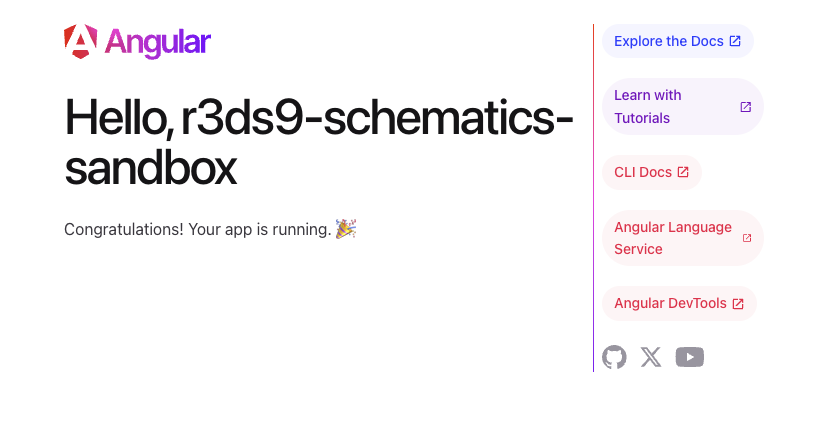 Angular
Hello, r3ds9-schematics-
sandbox
Congratulations! Your app is running. 🎉
Explore the Docs
Learn with
Tutorials
CLI Docs
Angular Language
Service
Angular DevTools